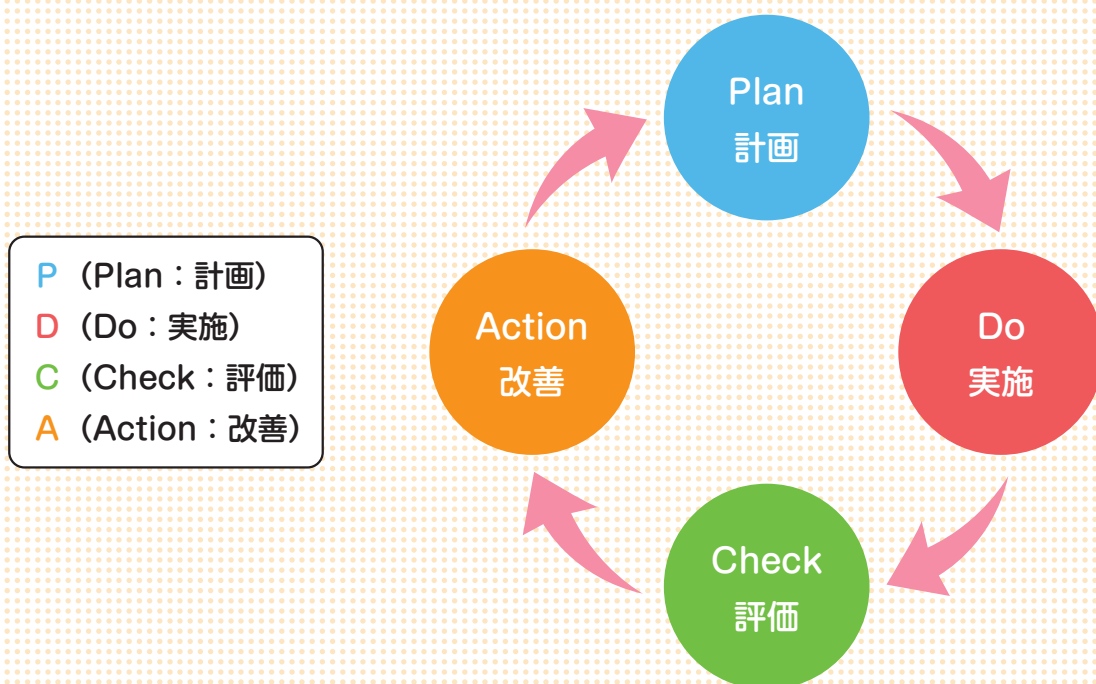 P（Plan：計画）
D（Do：実施）
C（Check：評価）
A（Action：改善）
Plan
計画
Do
実施
Check
評価
Action
改善